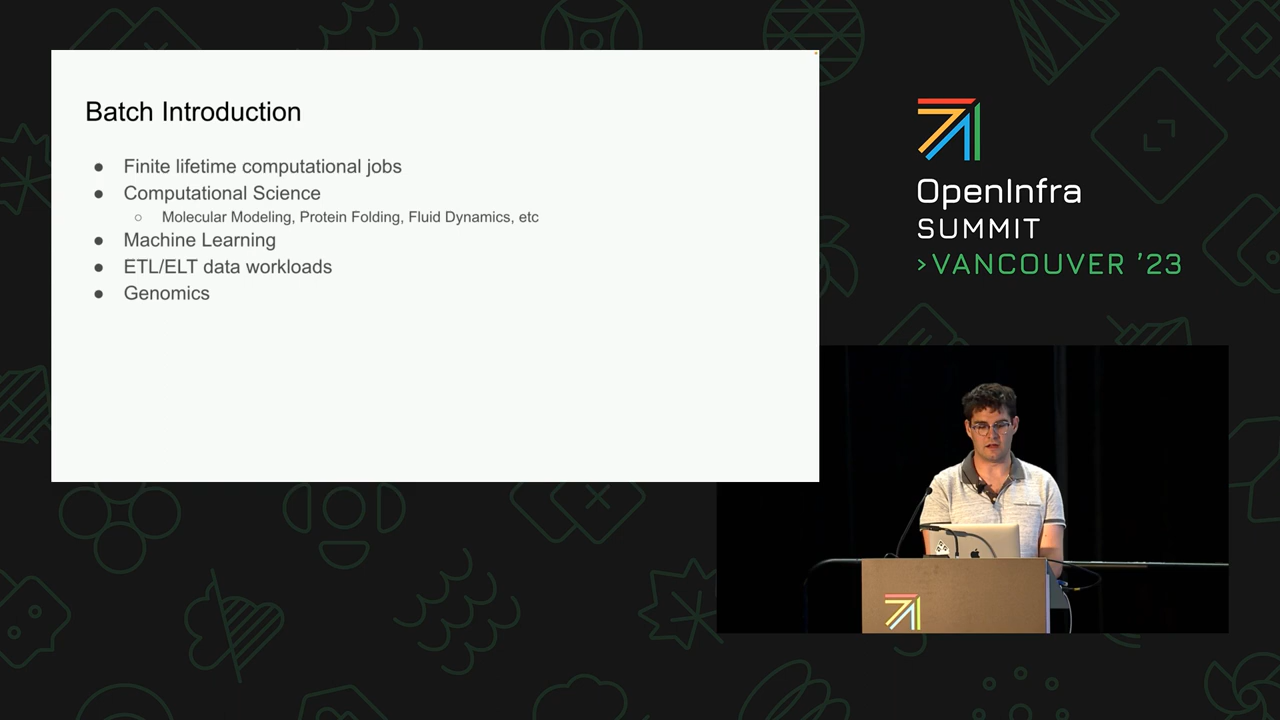 Batch Introduction
● Finite lifetime computational jobs
● Computational Science
○ Molecular Modeling, Protein Folding, Fluid Dynamics, etc
● Machine Learning
● ETL/ELT data workloads
● Genomics
OpenInfra
SUMMIT
>VANCOUVER ’23